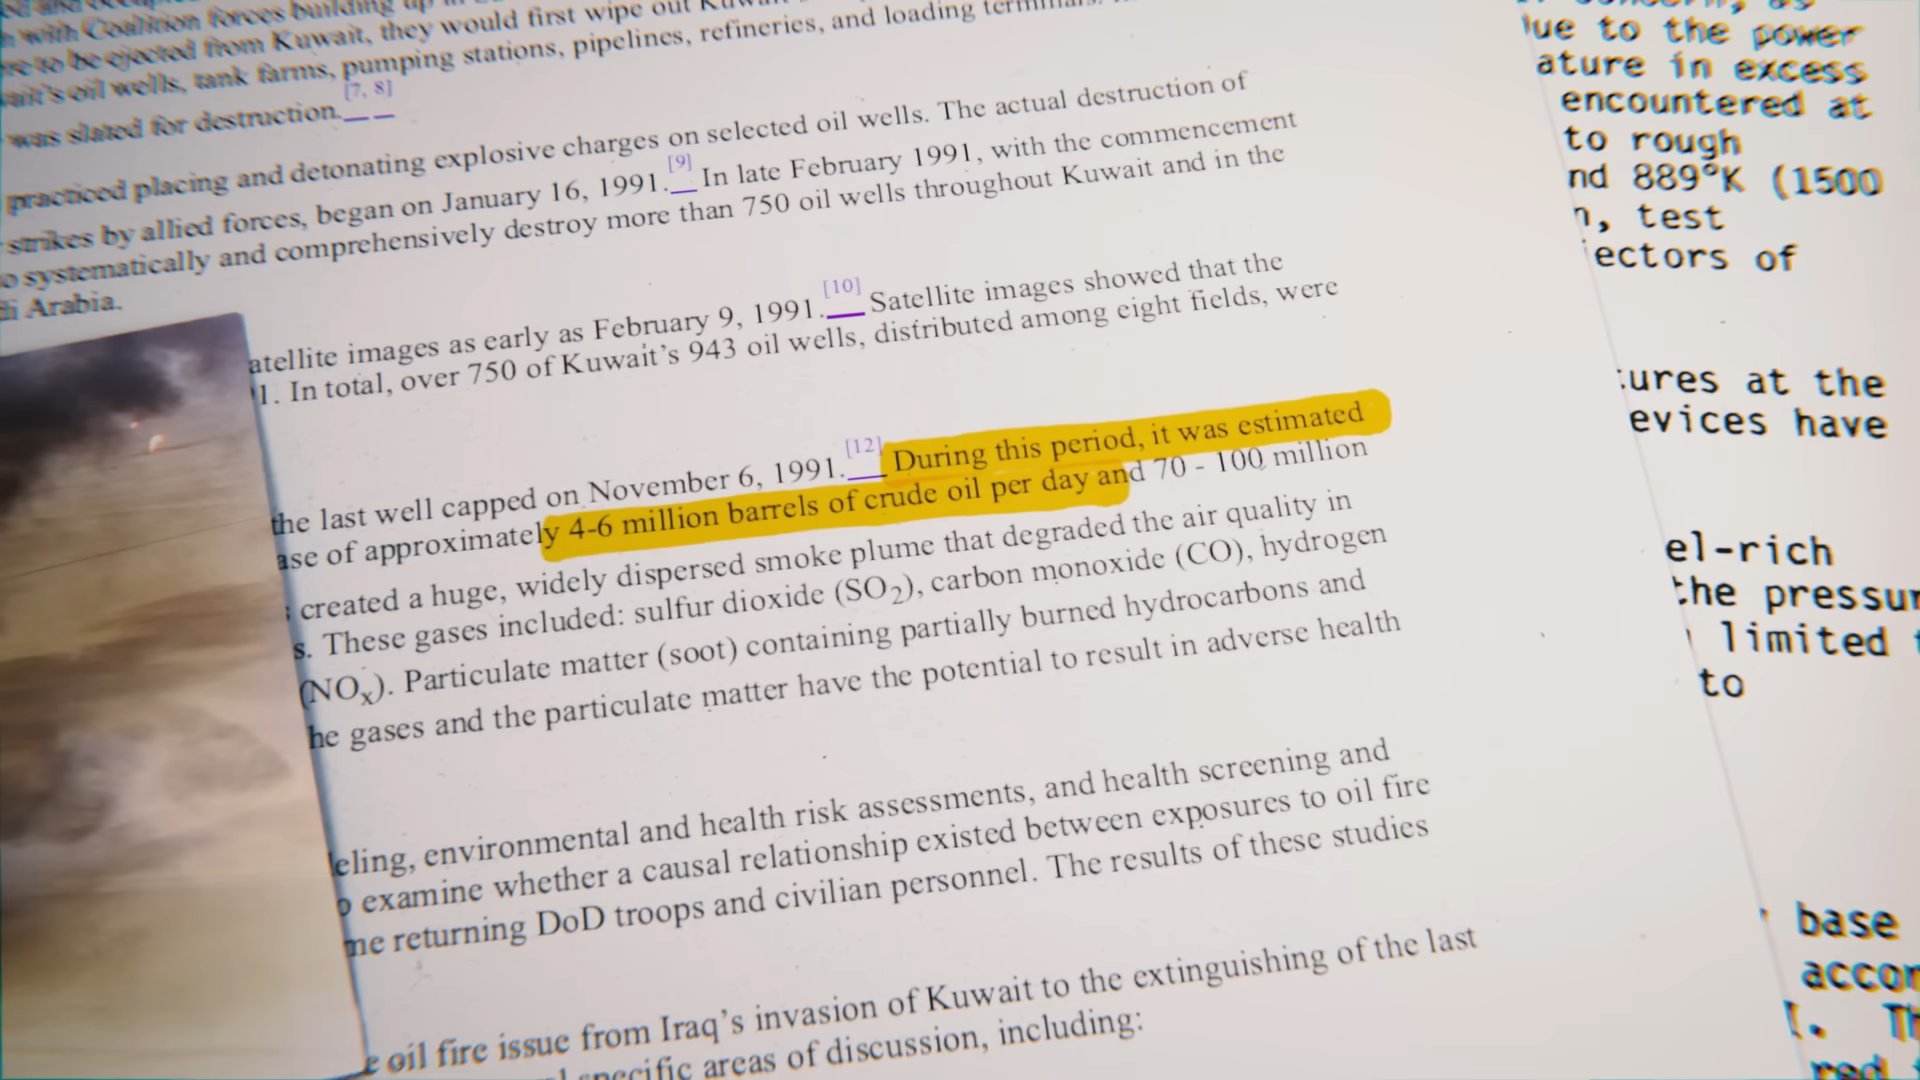 with Coalition forces building up in
to be ejected from Kuwait, they would first wipe out
oil wells, tank farms, pumping stations, pipelines, refineries, and loading terminals.
was slated for destruction. [7, 8]
practiced placing and detonating explosive charges on selected oil wells. The actual destruction of
strikes by allied forces, began on January 16, 1991. [9] In late February 1991, with the commencement
systematically and comprehensively destroy more than 750 oil wells throughout Kuwait and in the
Arabia.
atellite images as early as February 9, 1991. [10] Satellite images showed that the
1. In total, over 750 of Kuwait's 943 oil wells, distributed among eight fields, were
the last well capped on November 6, 1991. [12] During this period, it was estimated
ase of approximately 4-6 million barrels of crude oil per day and 70 - 100 million
created a huge, widely dispersed smoke plume that degraded the air quality in
s. These gases included: sulfur dioxide (SO2), carbon monoxide (CO), hydrogen
(NOx). Particulate matter (soot) containing partially burned hydrocarbons and
he gases and the particulate matter have the potential to result in adverse health
eling, environmental and health risk assessments, and health screening and
o examine whether a causal relationship existed between exposures to oil fire
me returning DoD troops and civilian personnel. The results of these studies
e oil fire issue from Iraq's invasion of Kuwait to the extinguishing of the last
specific areas of discussion, including:
ue to the power
ature in excess
encountered at
to rough
nd 889°K (1500
n, test
ectors of
ures at the
evices have
el-rich
the pressur
limited
to
base
accor
red